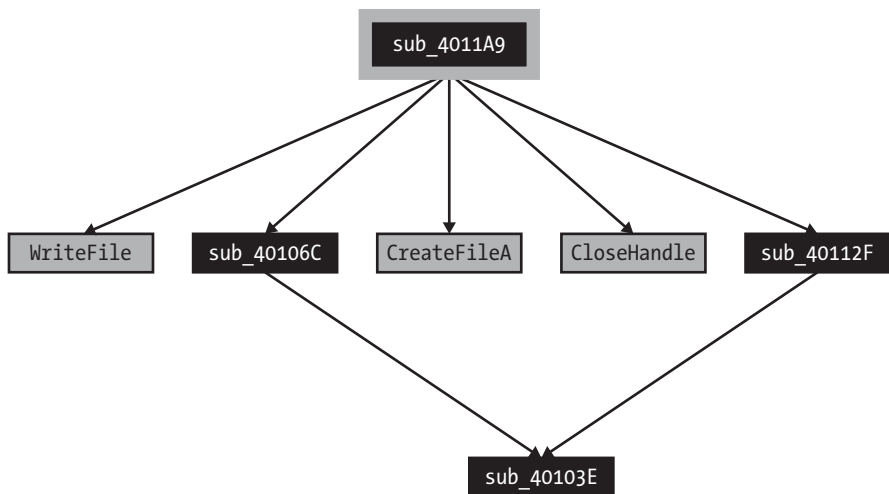 sub_4011A9
WriteFile
sub_40106C
CreateFileA
CloseHandle
sub_40112F
sub_40103E